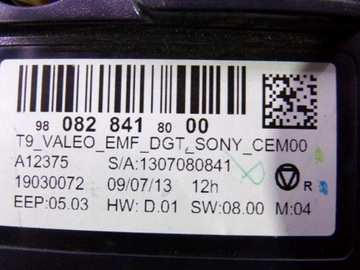 98 082 841 80 00
T9_VALEO_EMF_DGT_SONY_CEM00
A12375 S/A:1307080841
19030072 09/07/13 12h R
EEP:05.03 HW: D.01 SW:08.00 M:04